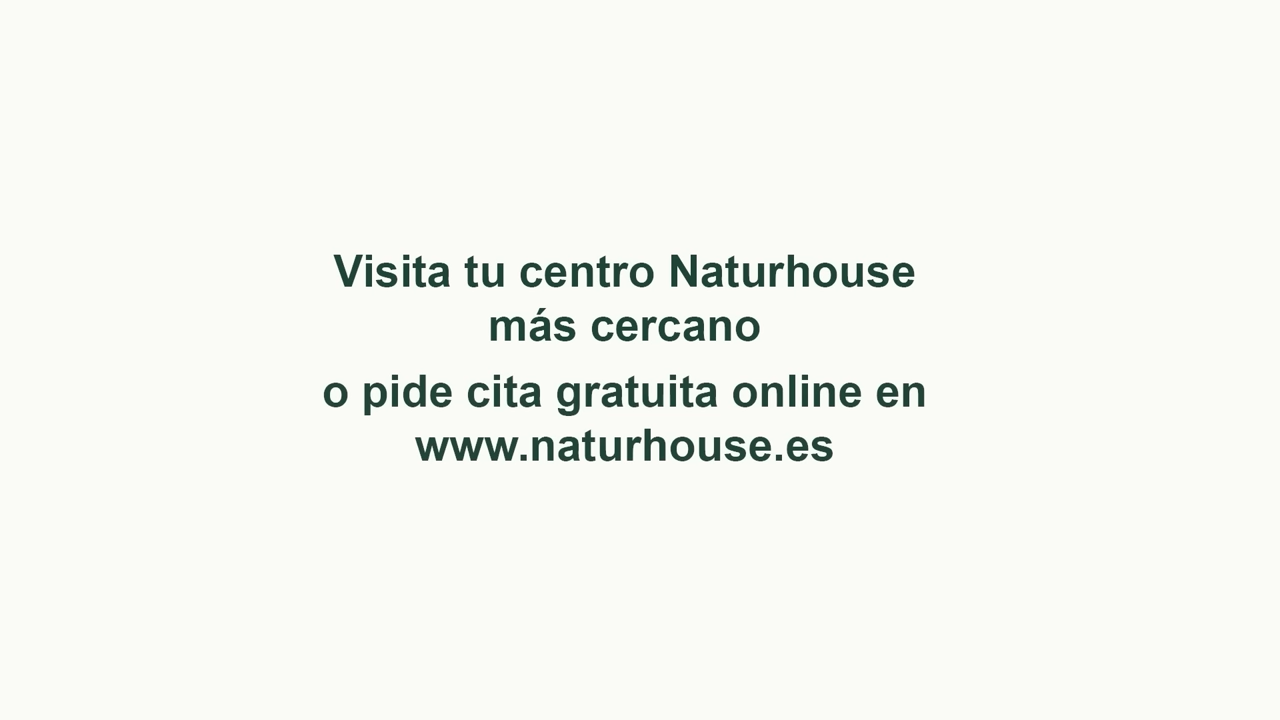 Visita tu centro Naturhouse
más cercano
o pide cita gratuita online en
www.naturhouse.es